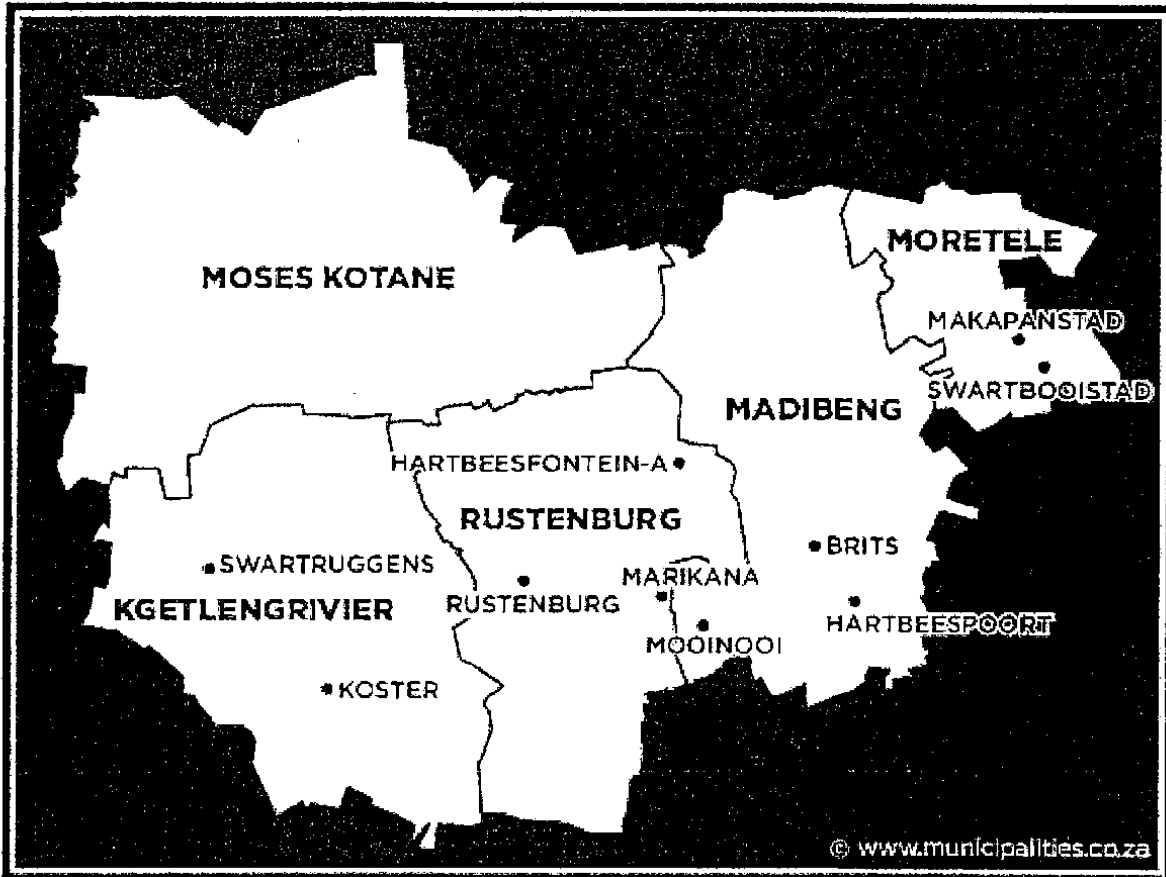 MORETELE
MOSES KOTANE
MAKAPANSTAD
SWARTBOOISTAD
MADIBENG
HARTBEESFONTEIN-A
RUSTENBURG
BRITS
SWARTRUGGENS
MARIKANA
RUSTENBURG
KGETLENGRIVIER
HARTBEESPOORT
MOOINOOI
KOSTER
© www.municipalities.co.za